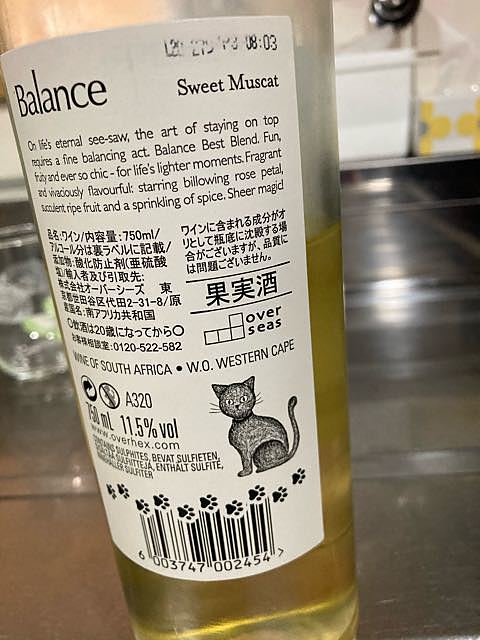 08:03
Balance
Sweet Muscat
On life's eternal see-saw, the art of staying on top
requires a fine balancing act. Balance Best Blend. Fun,
fruity and ever so chic - for life's lighter moments. Fragrant
and vivaciously flavourful: starring billowing rose petal,
succulent ripe fruit and a sprinkling of spice. Sheer magic!
品名:ワイン/内容量:750ml/
アルコール分は裏ラベルに記載/
添加物:酸化防止剤(亜硫酸
塩)/輸入者及び引取先:
株式会社オーバーシーズ 東
京都世田谷区代田2-31-8/原
産国名:南アフリカ共和国
〇飲酒は20歳になってから〇
お客様相談室:0120-522-582
ワインに含まれる成分がオ
リとして瓶底に沈殿する場
合がございますが、品質に
は問題ございません。
果実酒
over
seas
WINE OF SOUTH AFRICA • W.O. WESTERN CAPE
A320
750 mL 11.5% vol
www.overhex.com
CONTAINS SULPHITES, BEVAT SULFIETEN,
SULFIITTEJA, ENTHÄLT SULFITE,
SULFITER
6 003747 002454 >